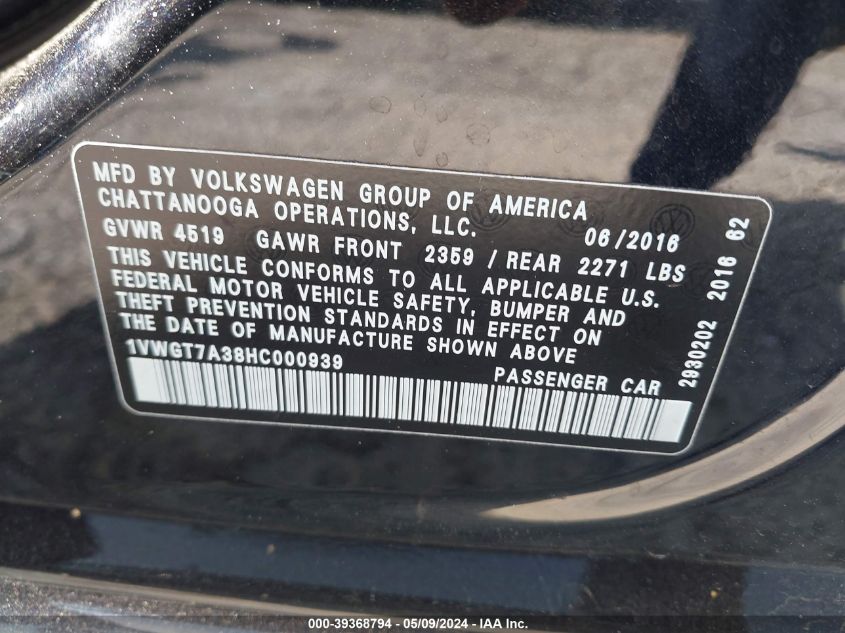 MFD BY VOLKSWAGEN GROUP OF AMERICA
CHATTANOOGA OPERATIONS, LLC. 06/2016
GVWR 4519 GAWR FRONT 2359 / REAR 2271 LBS
THIS VEHICLE CONFORMS TO ALL APPLICABLE U.S.
FEDERAL MOTOR VEHICLE SAFETY, BUMPER AND
THEFT PREVENTION STANDARDS IN EFFECT ON
THE DATE OF MANUFACTURE SHOWN ABOVE
1VWGT7A38HC000939 PASSENGER CAR
2930202 2016 62
000-39368794 - 05/09/2024 - IAA Inc.